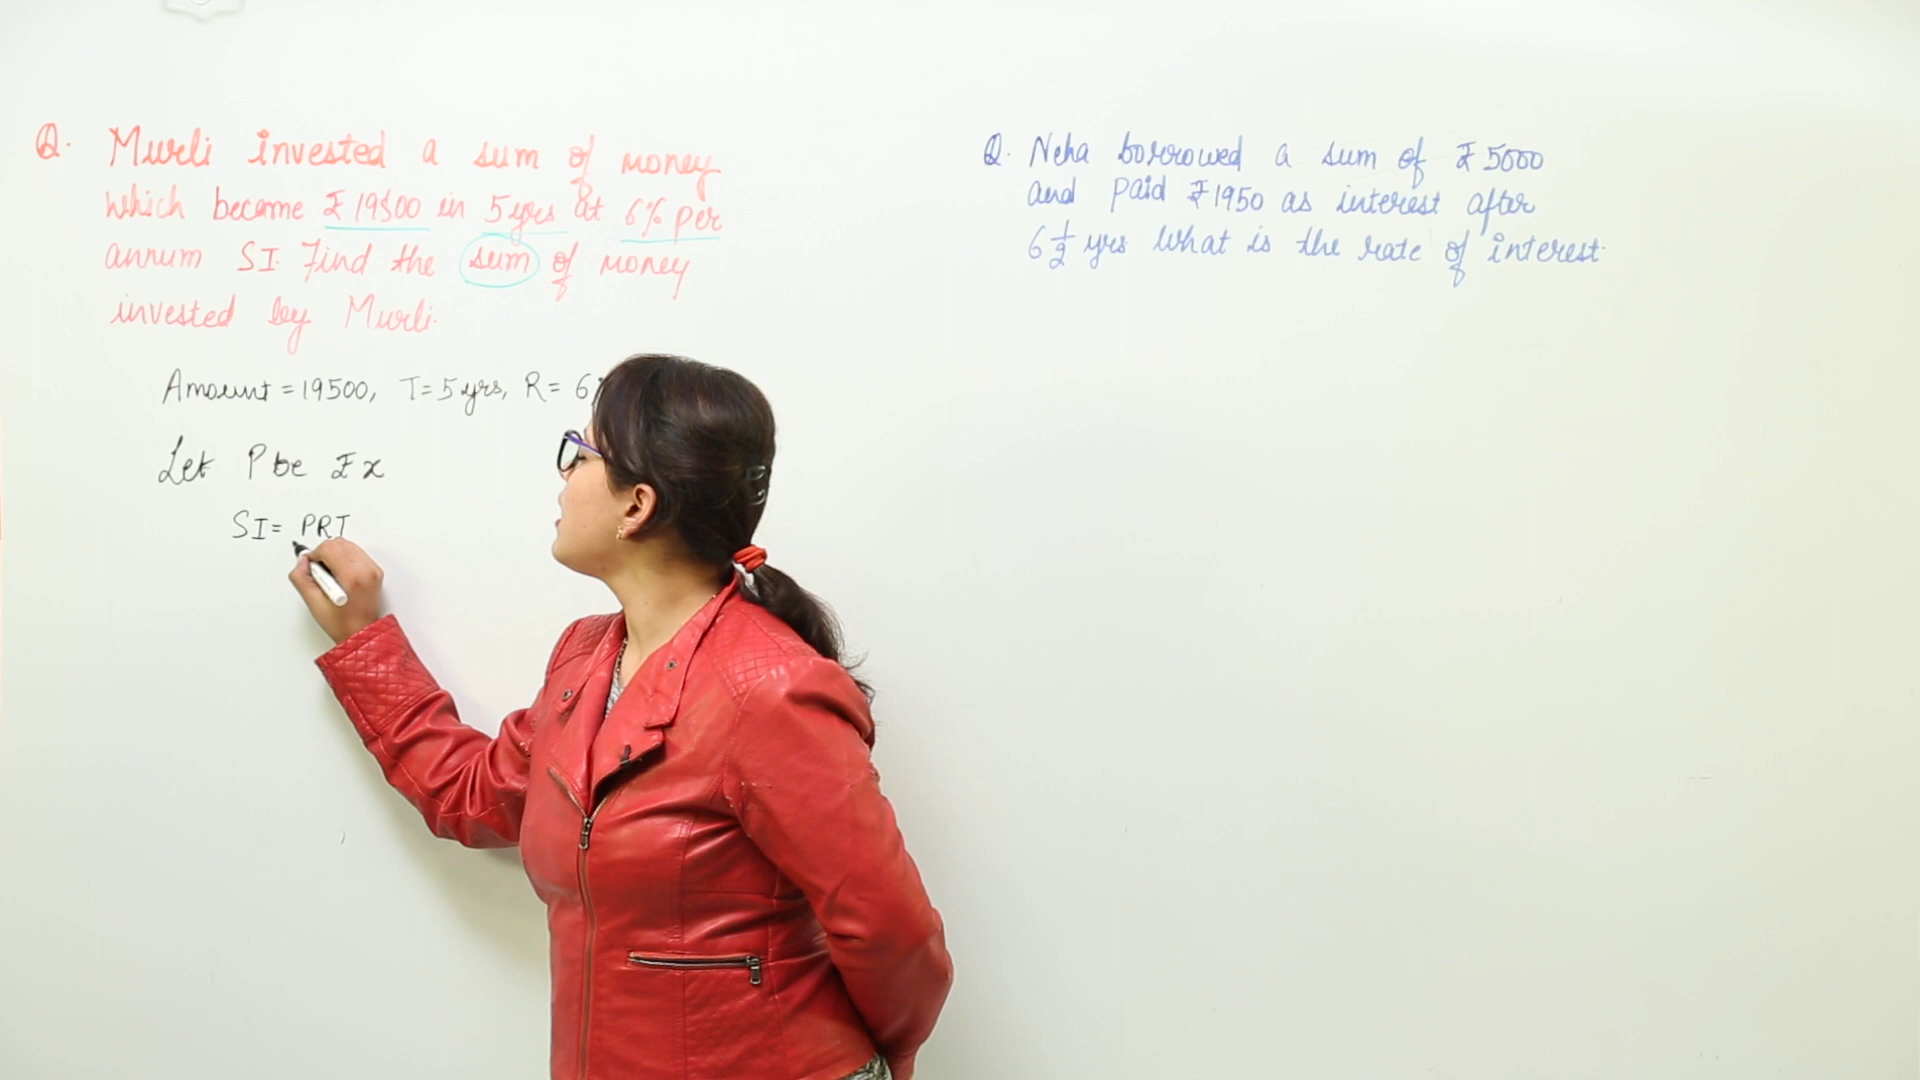 Q. Murli invested a sum of money
which become ₹ 19500 in 5 yrs at 6% per
annum SI. Find the sum of money
invested by Murli.
Amount = 19500, T= 5 yrs, R= 6%
Let P be ₹ x
SI= PRT
Q. Neha borrowed a sum of ₹ 5000
and paid ₹ 1950 as interest after
6 1/2 yrs What is the rate of interest.